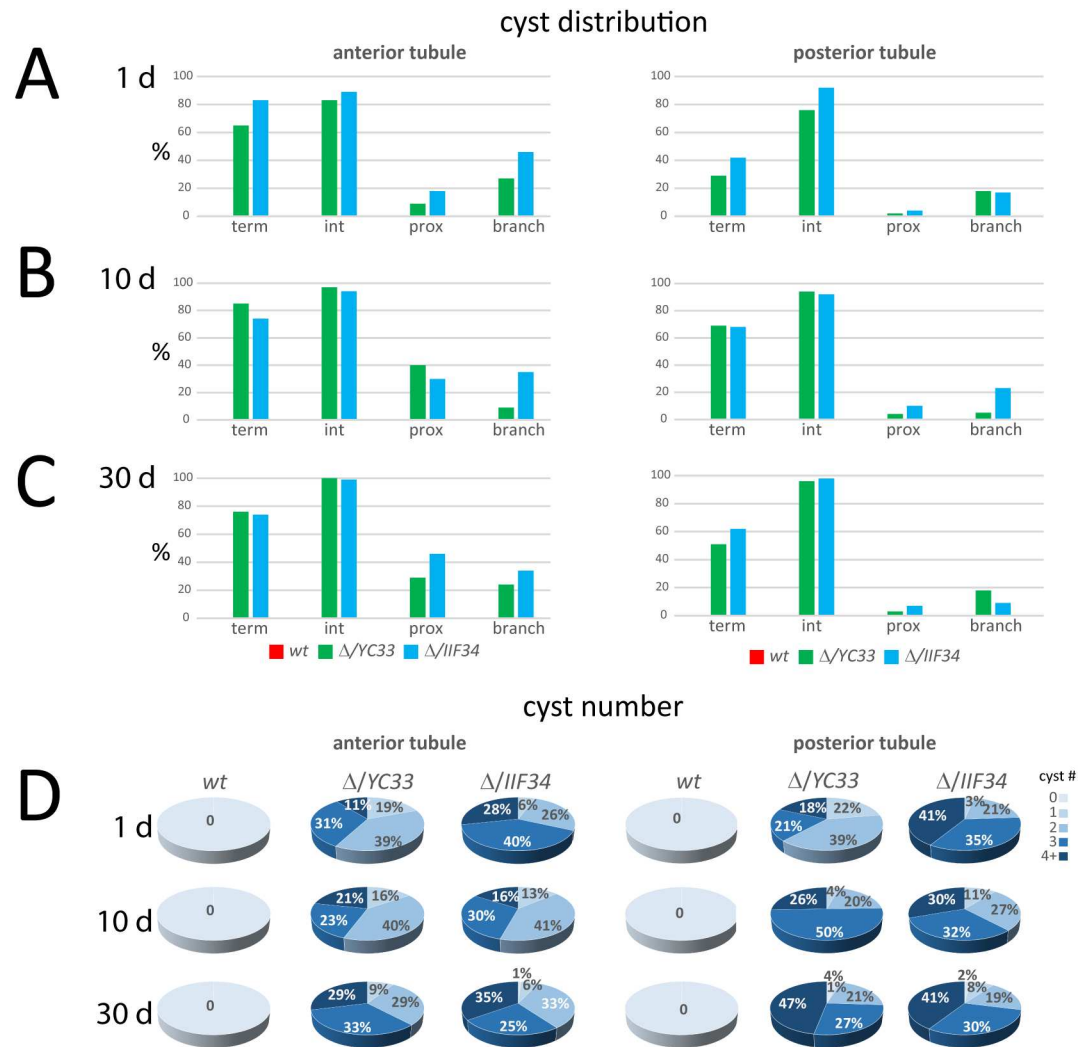 cyst distribution
anterior tubule
posterior tubule
A
1 d
%
100
80
60
40
20
0
term int prox branch
100
80
60
40
20
0
term int prox branch
B
10 d
%
100
80
60
40
20
0
term int prox branch
100
80
60
40
20
0
term int prox branch
C
30 d
%
100
80
60
40
20
0
term int prox branch
wt Δ/YC33 Δ/IIF34
100
80
60
40
20
0
term int prox branch
wt Δ/YC33 Δ/IIF34
cyst number
anterior tubule posterior tubule
D
wt Δ/YC33 Δ/IIF34 wt Δ/YC33 Δ/IIF34
cyst #
0
1
2
3
4+
1 d
0
11% 19% 31% 39%
28% 6% 26% 40%
0
18% 22% 21% 39%
41% 3% 21% 35%
10 d
0
21% 16% 23% 40%
16% 13% 30% 41%
0
26% 4% 20% 50%
30% 11% 27% 32%
30 d
0
29% 9% 29% 33%
1% 35% 6% 33% 25%
0
4% 47% 1% 21% 27%
2% 41% 8% 19% 30%